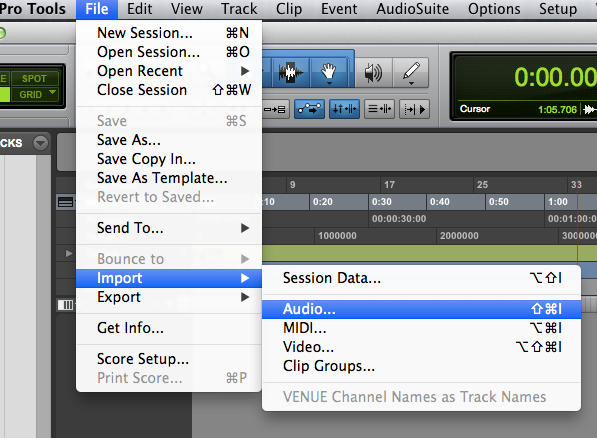 Pro Tools File Edit View Track Clip Event AudioSuite Options Setup
New Session... ⌘N
Open Session... ⌘O
Open Recent ▶
Close Session ⇧⌘W
Save ⌘S
Save As...
Save Copy In...
Save As Template...
Revert to Saved...
Send To... ▶
Bounce to ▶
Import ▶
Export ▶
Get Info...
Score Setup...
Print Score... ⌘P
Session Data... ⌥⇧I
Audio... ⇧⌘I
MIDI... ⌥⌘I
Video... ⌥⇧⌘I
Clip Groups...
VENUE Channel Names as Track Names
SPOT
GRID
0:00.00
Cursor 1:05.706
CKS
9 17 25 33
:10 0:20 0:30 0:40 0:50 1:00
00:00:30:00 00:01:00
1000000 2000000 3000000